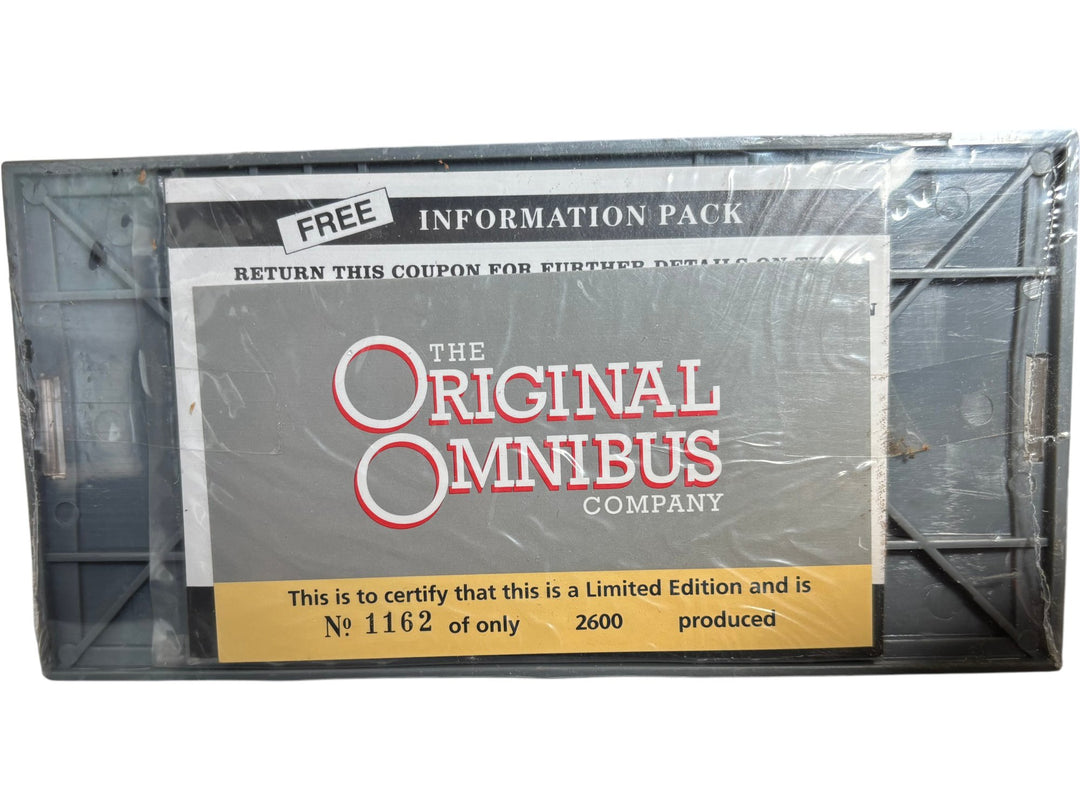 FREE INFORMATION PACK
RETURN THIS COUPON FOR FURTHER DETAILS ON
THE
ORIGINAL
OMNIBUS
COMPANY
This is to certify that this is a Limited Edition and is
Nº 1162 of only 2600 produced